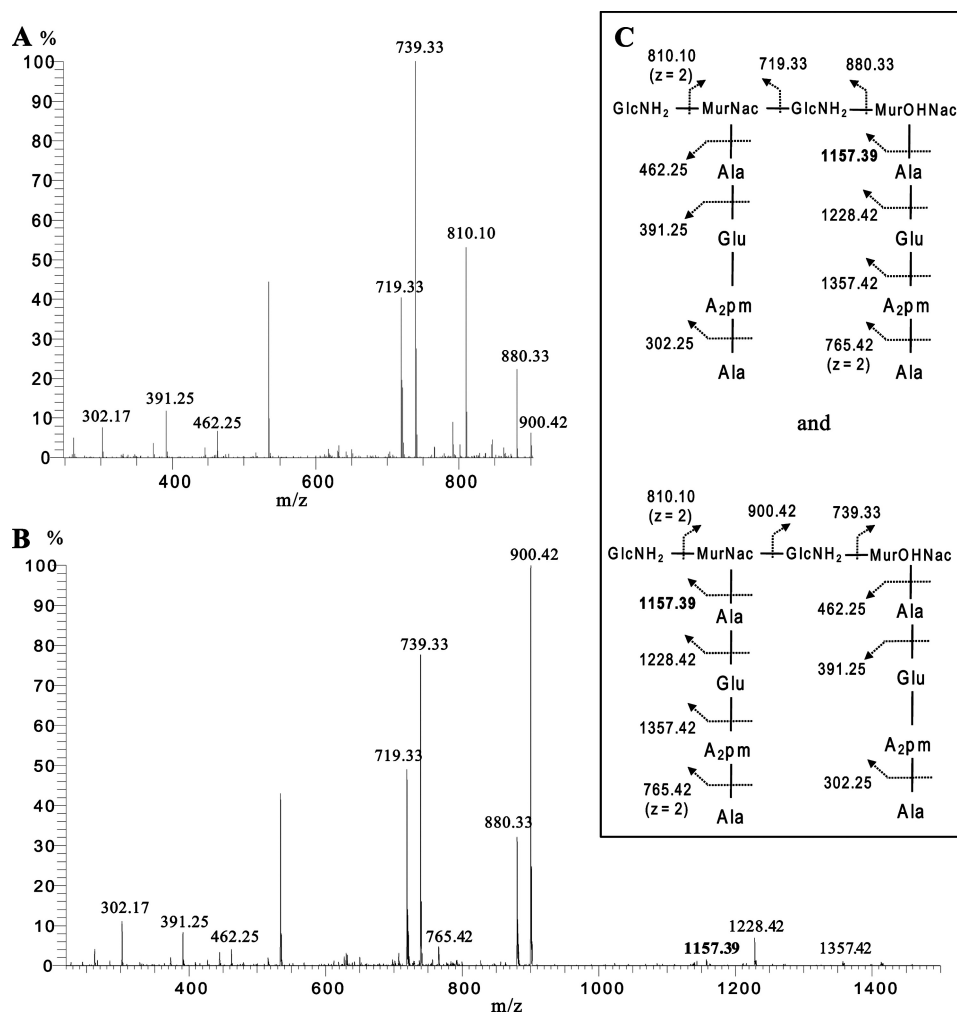 A %
739.33
100
90
80
70
60
50
40
30
20
10
0
810.10
719.33
880.33
391.25
302.17
462.25
900.42
400
600
800
m/z
B %
900.42
100
90
80
70
60
50
40
30
20
10
0
739.33
719.33
880.33
302.17
391.25
462.25
765.42
1228.42
1157.39
1357.42
400
600
800
1000
1200
1400
m/z
C
810.10
(z = 2)
719.33
880.33
GlcNH2 MurNac GlcNH2 MurOHNac
462.25
1157.39
Ala
Ala
391.25
1228.42
Glu
Glu
1357.42
A2pm
A2pm
302.25
765.42
(z = 2)
Ala
Ala
and
810.10
(z = 2)
900.42
739.33
GlcNH2 MurNac GlcNH2 MurOHNac
1157.39
462.25
Ala
Ala
1228.42
391.25
Glu
Glu
1357.42
A2pm
A2pm
765.42
(z = 2)
302.25
Ala
Ala